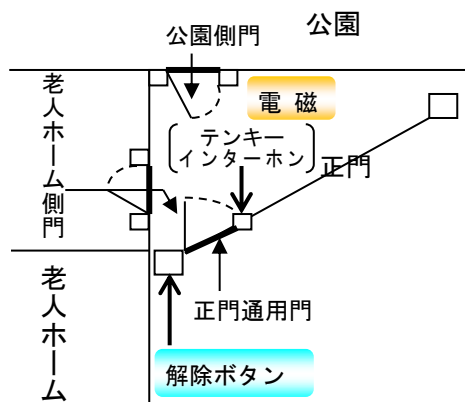 公園
公園側門
電 磁
テンキー
インターホン
正門
老人ホーム側門
正門通用門
老人ホーム
解除ボタン